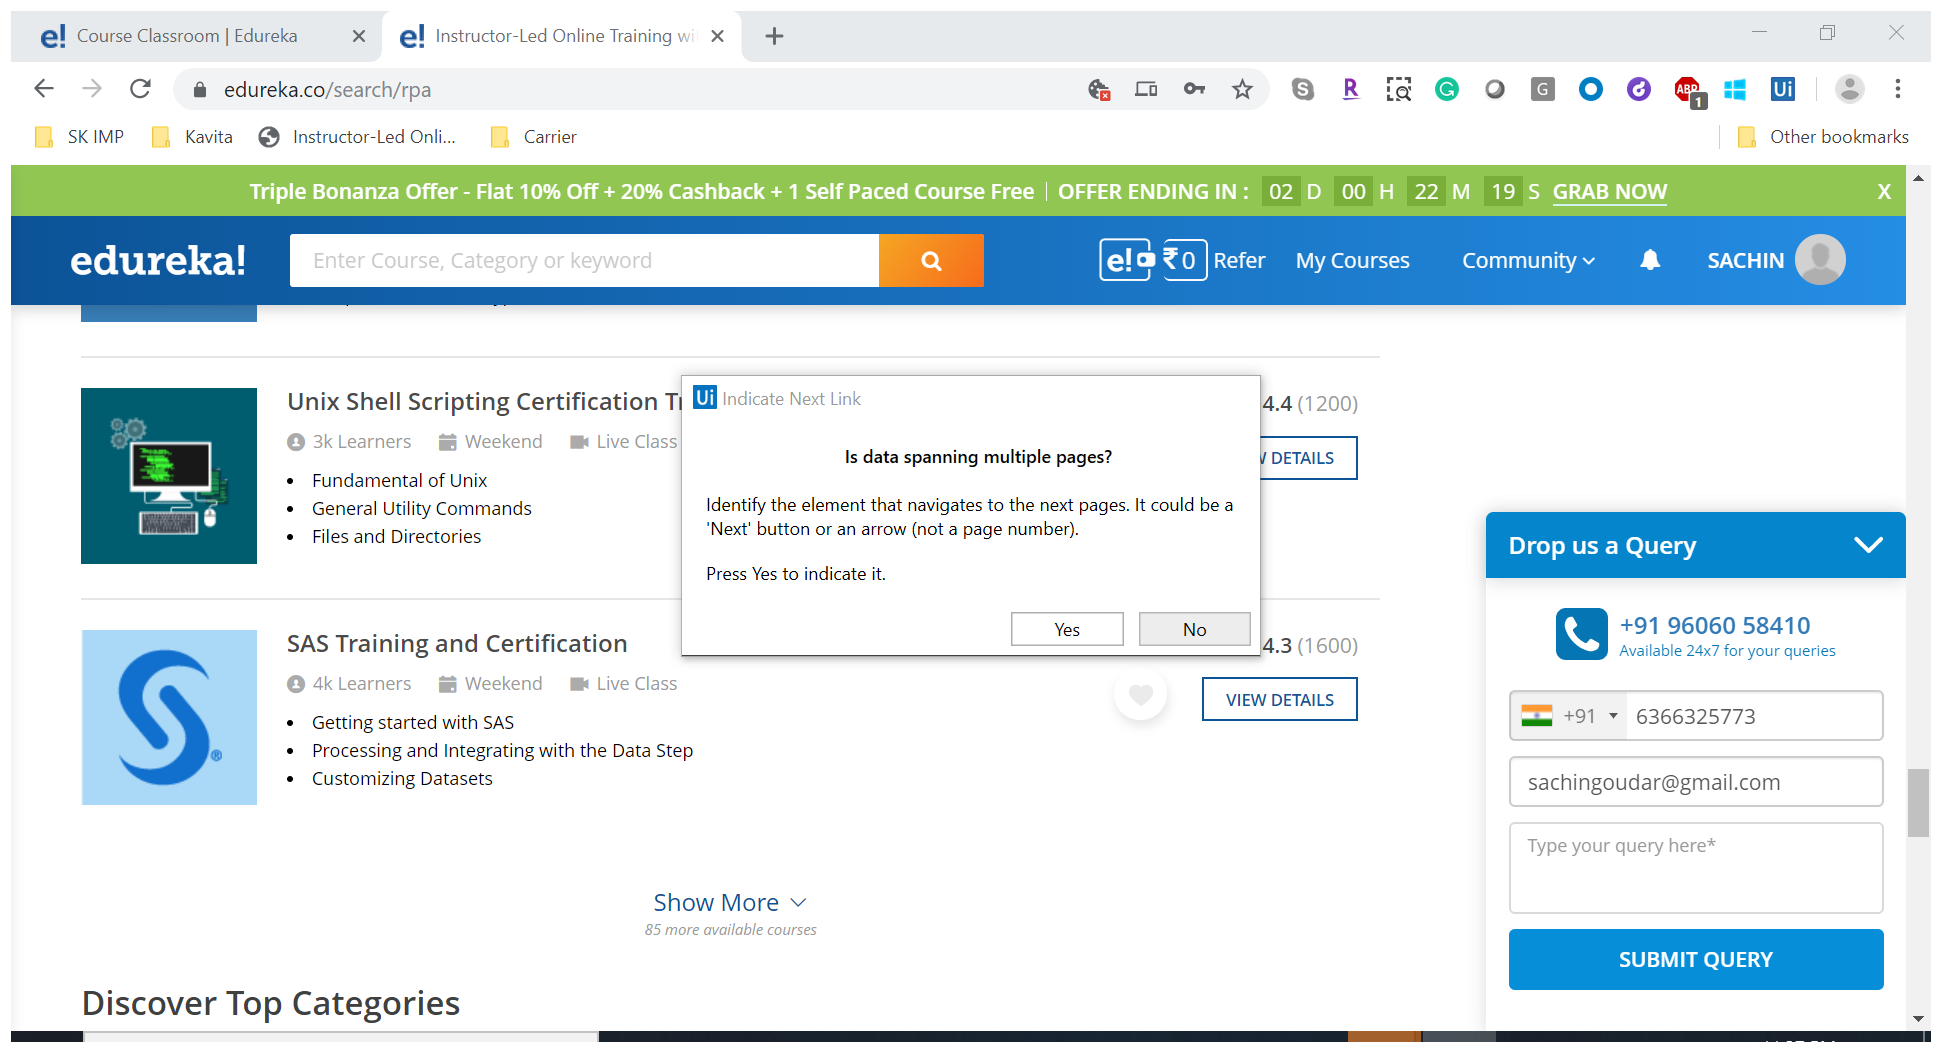 e! Course Classroom | Edureka
e! Instructor-Led Online Training wi
edureka.co/search/rpa
S R G G ABP 1 Ui
SK IMP Kavita Instructor-Led Onli... Carrier Other bookmarks
Triple Bonanza Offer - Flat 10% Off + 20% Cashback + 1 Self Paced Course Free | OFFER ENDING IN : 02 D 00 H 22 M 19 S GRAB NOW X
edureka! Enter Course, Category or keyword e! ₹ 0 Refer My Courses Community SACHIN
Unix Shell Scripting Certification Tr 4.4 (1200)
3k Learners Weekend Live Class
DETAILS
• Fundamental of Unix
• General Utility Commands
• Files and Directories
Ui Indicate Next Link
Is data spanning multiple pages?
Identify the element that navigates to the next pages. It could be a
'Next' button or an arrow (not a page number).
Press Yes to indicate it.
Yes No
SAS Training and Certification 4.3 (1600)
4k Learners Weekend Live Class
VIEW DETAILS
• Getting started with SAS
• Processing and Integrating with the Data Step
• Customizing Datasets
S ®
Show More
85 more available courses
Discover Top Categories
Drop us a Query
+91 96060 58410
Available 24x7 for your queries
+91 6366325773
sachingoudar@gmail.com
Type your query here*
SUBMIT QUERY